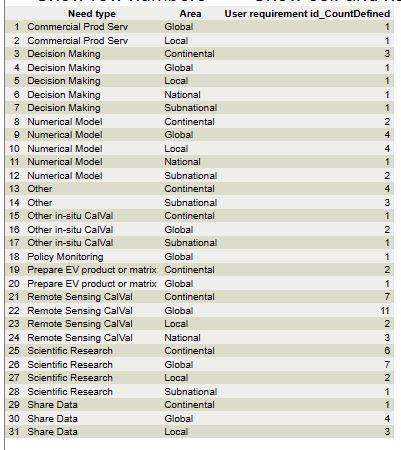 Need type Area User requirement id_CountDefined
1 Commercial Prod Serv Global 1
2 Commercial Prod Serv Local 1
3 Decision Making Continental 3
4 Decision Making Global 1
5 Decision Making Local 1
6 Decision Making National 1
7 Decision Making Subnational 1
8 Numerical Model Continental 2
9 Numerical Model Global 4
10 Numerical Model Local 4
11 Numerical Model National 1
12 Numerical Model Subnational 2
13 Other Continental 4
14 Other Subnational 3
15 Other in-situ CalVal Continental 1
16 Other in-situ CalVal Global 2
17 Other in-situ CalVal Subnational 1
18 Policy Monitoring Global 1
19 Prepare EV product or matrix Continental 2
20 Prepare EV product or matrix Global 1
21 Remote Sensing CalVal Continental 7
22 Remote Sensing CalVal Global 11
23 Remote Sensing CalVal Local 2
24 Remote Sensing CalVal National 3
25 Scientific Research Continental 6
26 Scientific Research Global 7
27 Scientific Research Local 2
28 Scientific Research Subnational 1
29 Share Data Continental 1
30 Share Data Global 4
31 Share Data Local 3